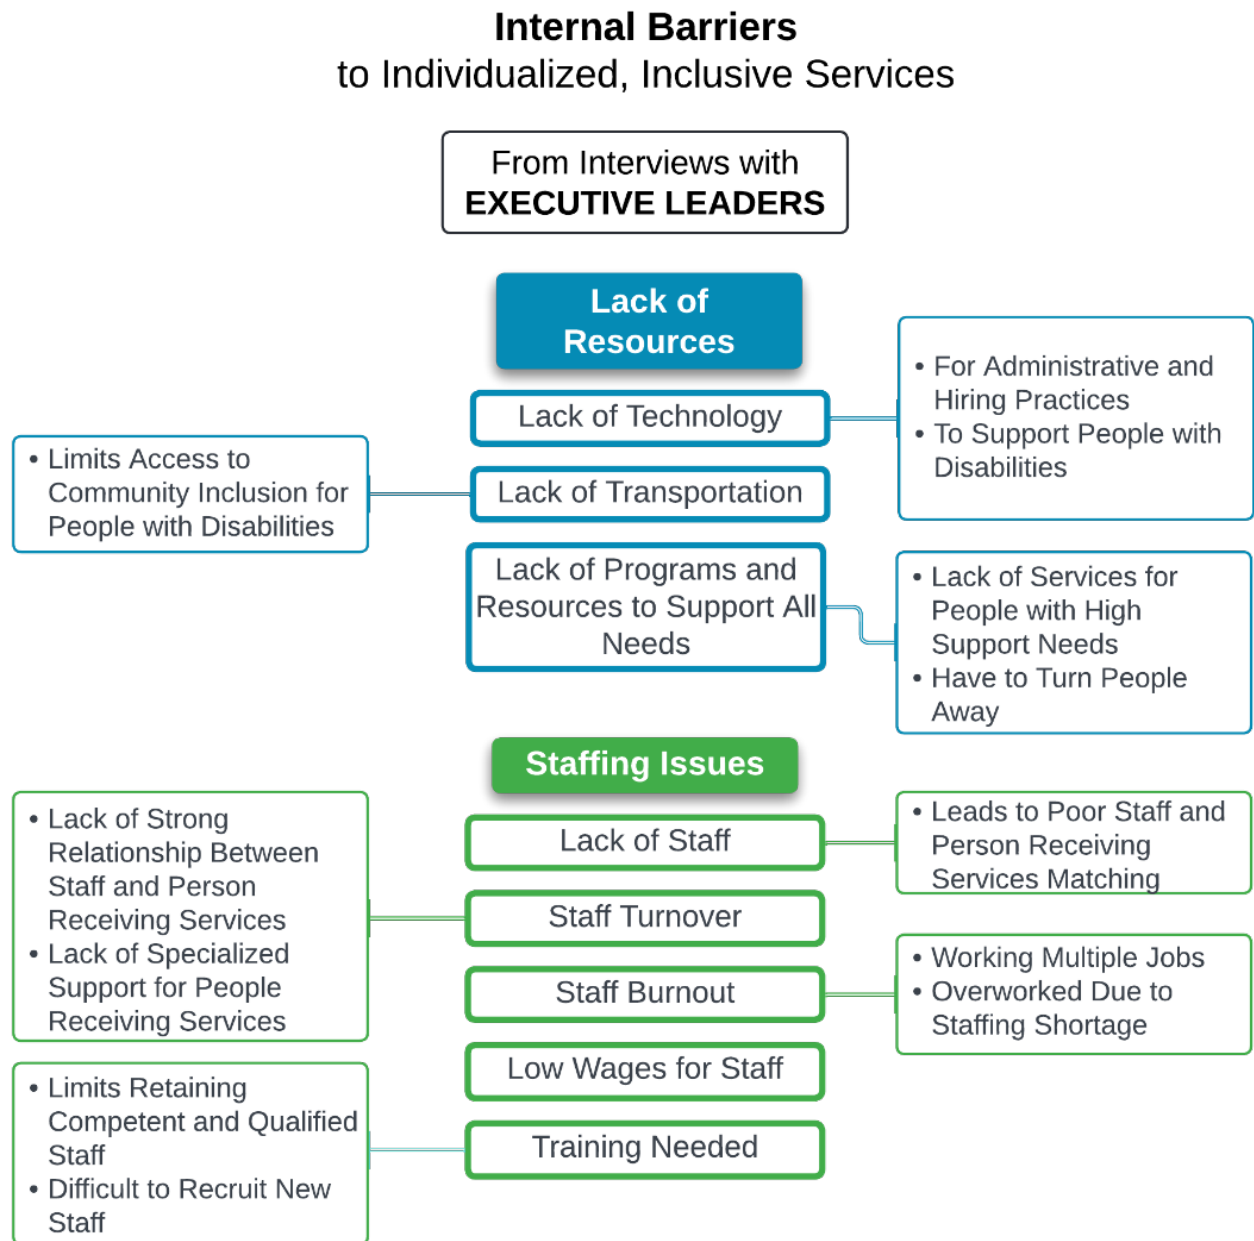 Internal Barriers
to Individualized, Inclusive Services
From Interviews with
EXECUTIVE LEADERS
Lack of
Resources
Lack of Technology
• For Administrative and
Hiring Practices
• To Support People with
Disabilities
Lack of Transportation
• Limits Access to
Community Inclusion for
People with Disabilities
Lack of Programs and
Resources to Support All
Needs
• Lack of Services for
People with High
Support Needs
• Have to Turn People
Away
Staffing Issues
Lack of Staff
• Leads to Poor Staff and
Person Receiving
Services Matching
Staff Turnover
• Lack of Strong
Relationship Between
Staff and Person
Receiving Services
• Lack of Specialized
Support for People
Receiving Services
Staff Burnout
• Working Multiple Jobs
• Overworked Due to
Staffing Shortage
Low Wages for Staff
Training Needed
• Limits Retaining
Competent and Qualified
Staff
• Difficult to Recruit New
Staff